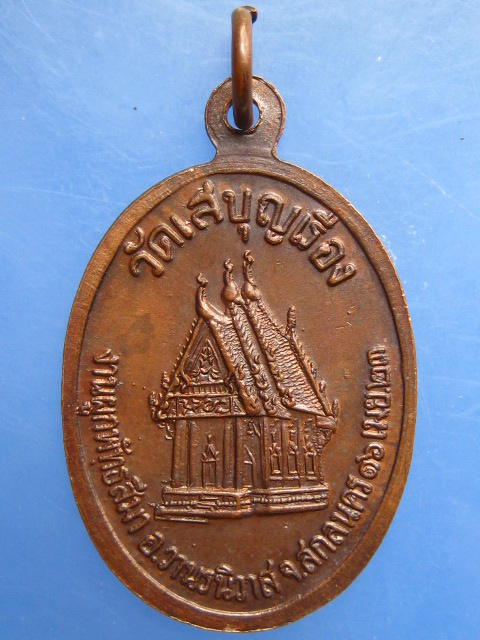 วัดเสบุญเรือง
งานผูกพัทธสีมา อ.วานรนิวาส จ.สกลนคร ๑๖ เมย ๒๓